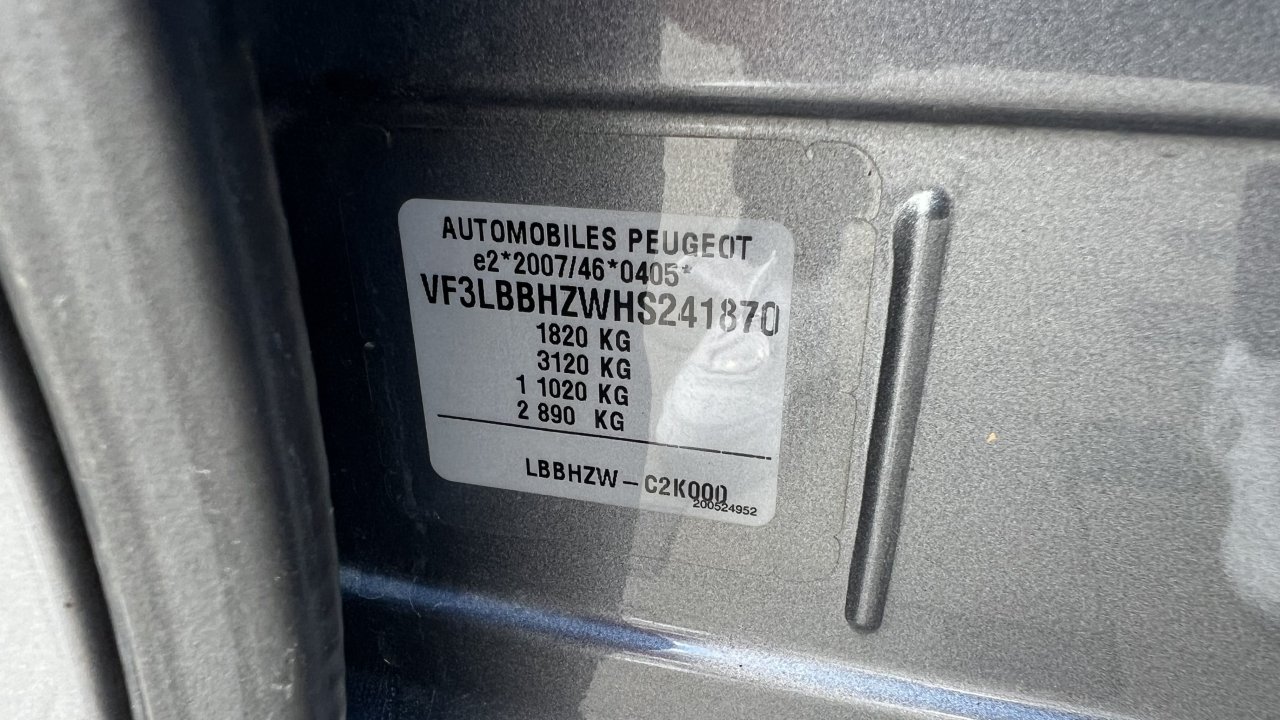 AUTOMOBILES PEUGEOT
e2*2007/46*0405*
VF3LBBHZWHS241870
1820 KG
3120 KG
1 1020 KG
2 890 KG
LBBHZW - C2K000
200524952